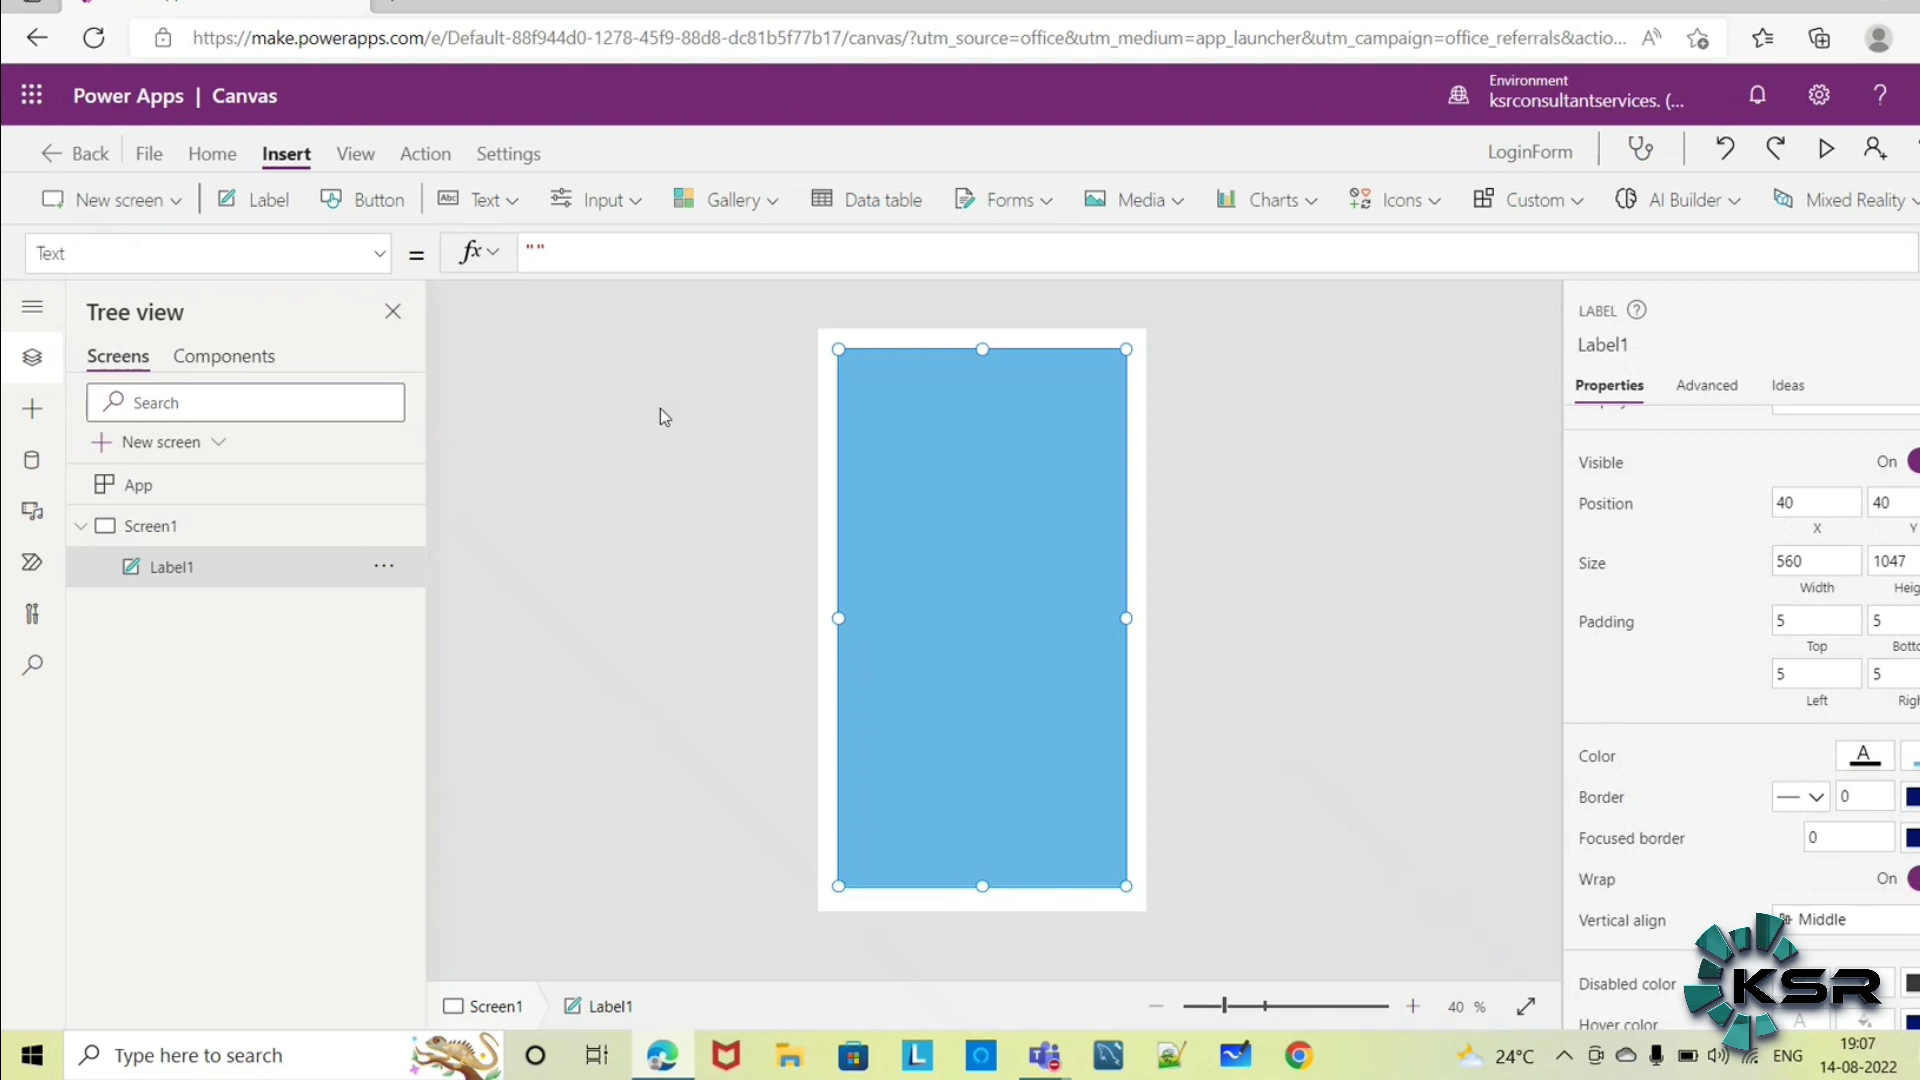 https://make.powerapps.com/e/Default-88f944d0-1278-45f9-88d8-dc81b5f77b17/canvas/?utm_source=office&utm_medium=app_launcher&utm_campaign=office_referrals&actio...
Power Apps | Canvas
Environment
ksrconsultantservices. (...
Back File Home Insert View Action Settings
LoginForm
New screen Label Button Text Input Gallery Data table Forms Media Charts Icons Custom AI Builder Mixed Reality
Text = fx ""
Tree view
Screens Components
Search
New screen
App
Screen1
Label1
LABEL
Label1
Properties Advanced Ideas
Visible On
Position 40 40
X Y
Size 560 1047
Width Heig
Padding 5 5
Top Botto
5 5
Left Righ
Color
Border 0
Focused border 0
Wrap On
Vertical align Middle
Disabled color
Hover color
KSR
Screen1 Label1
40 %
Type here to search
24°C ENG
19:07
14-08-2022